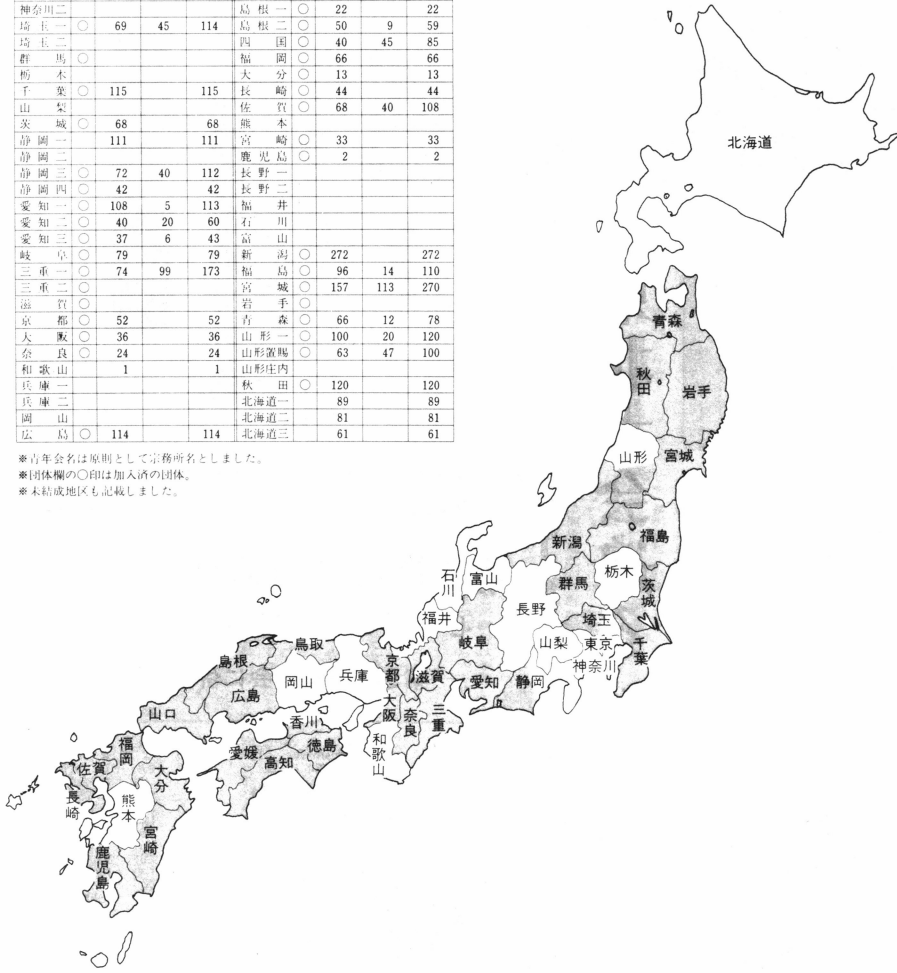 神奈川二 島根一 ○ 22 22
埼玉一 ○ 69 45 114 島根二 ○ 50 9 59
埼玉二 四国 ○ 40 45 85
群馬 ○ 福岡 ○ 66 66
栃木 大分 ○ 13 13
千葉 ○ 115 115 長崎 ○ 44 44
山梨 佐賀 ○ 68 40 108
茨城 ○ 68 68 熊本
静岡一 111 111 宮崎 ○ 33 33
静岡二 鹿児島 ○ 2 2
静岡三 ○ 72 40 112 長野一
静岡四 ○ 42 42 長野二
愛知一 ○ 108 5 113 福井
愛知二 ○ 40 20 60 石川
愛知三 ○ 37 6 43 富山
岐阜 ○ 79 79 新潟 ○ 272 272
三重一 ○ 74 99 173 福島 ○ 96 14 110
三重二 ○ 宮城 ○ 157 113 270
滋賀 ○ 岩手 ○
京都 ○ 52 52 青森 ○ 66 12 78
大阪 ○ 36 36 山形一 ○ 100 20 120
奈良 ○ 24 24 山形置賜 ○ 63 47 100
和歌山 1 1 山形庄内
兵庫一 秋田 ○ 120 120
兵庫二 北海道一 89 89
岡山 北海道二 81 81
広島 ○ 114 114 北海道三 61 61
※青年会名は原則として宗務所名としました。
※団体欄の○印は加入済の団体。
※未結成地区も記載しました。
北海道
青森
秋田
岩手
山形
宮城
新潟
福島
石川
富山
群馬
栃木
茨城
福井
長野
埼玉
岐阜
山梨
東京
千葉
神奈川
島根
鳥取
岡山
兵庫
京都
滋賀
愛知
静岡
広島
大阪
奈良
三重
山口
香川
和歌山
福岡
愛媛
徳島
高知
佐賀
大分
長崎
熊本
宮崎
鹿児島